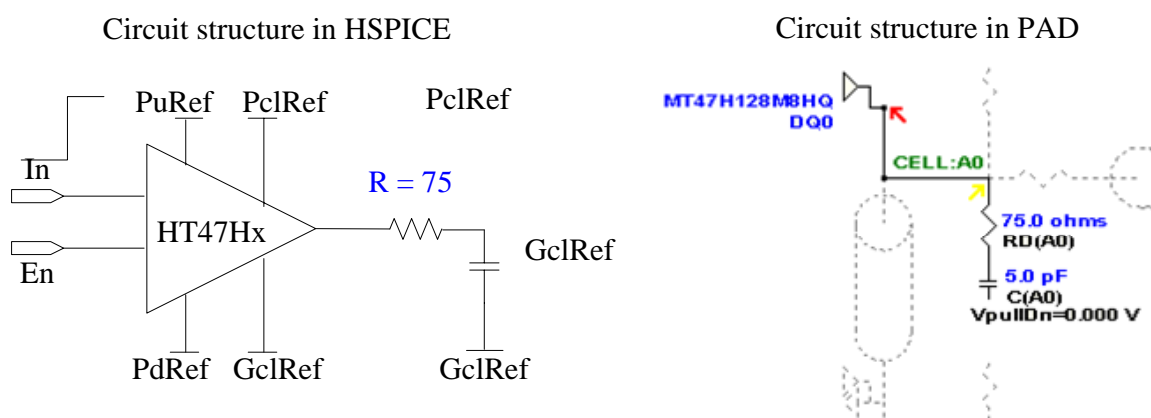 Circuit structure in HSPICE
PuRef
PclRef
PclRef
In
R = 75
HT47Hx
GclRef
En
PdRef
GclRef
GclRef
Circuit structure in PAD
MT47H128M8HQ
DQ0
CELL:A0
75.0 ohms
RD(A0)
5.0 pF
C(A0)
VpullDn=0.000 V